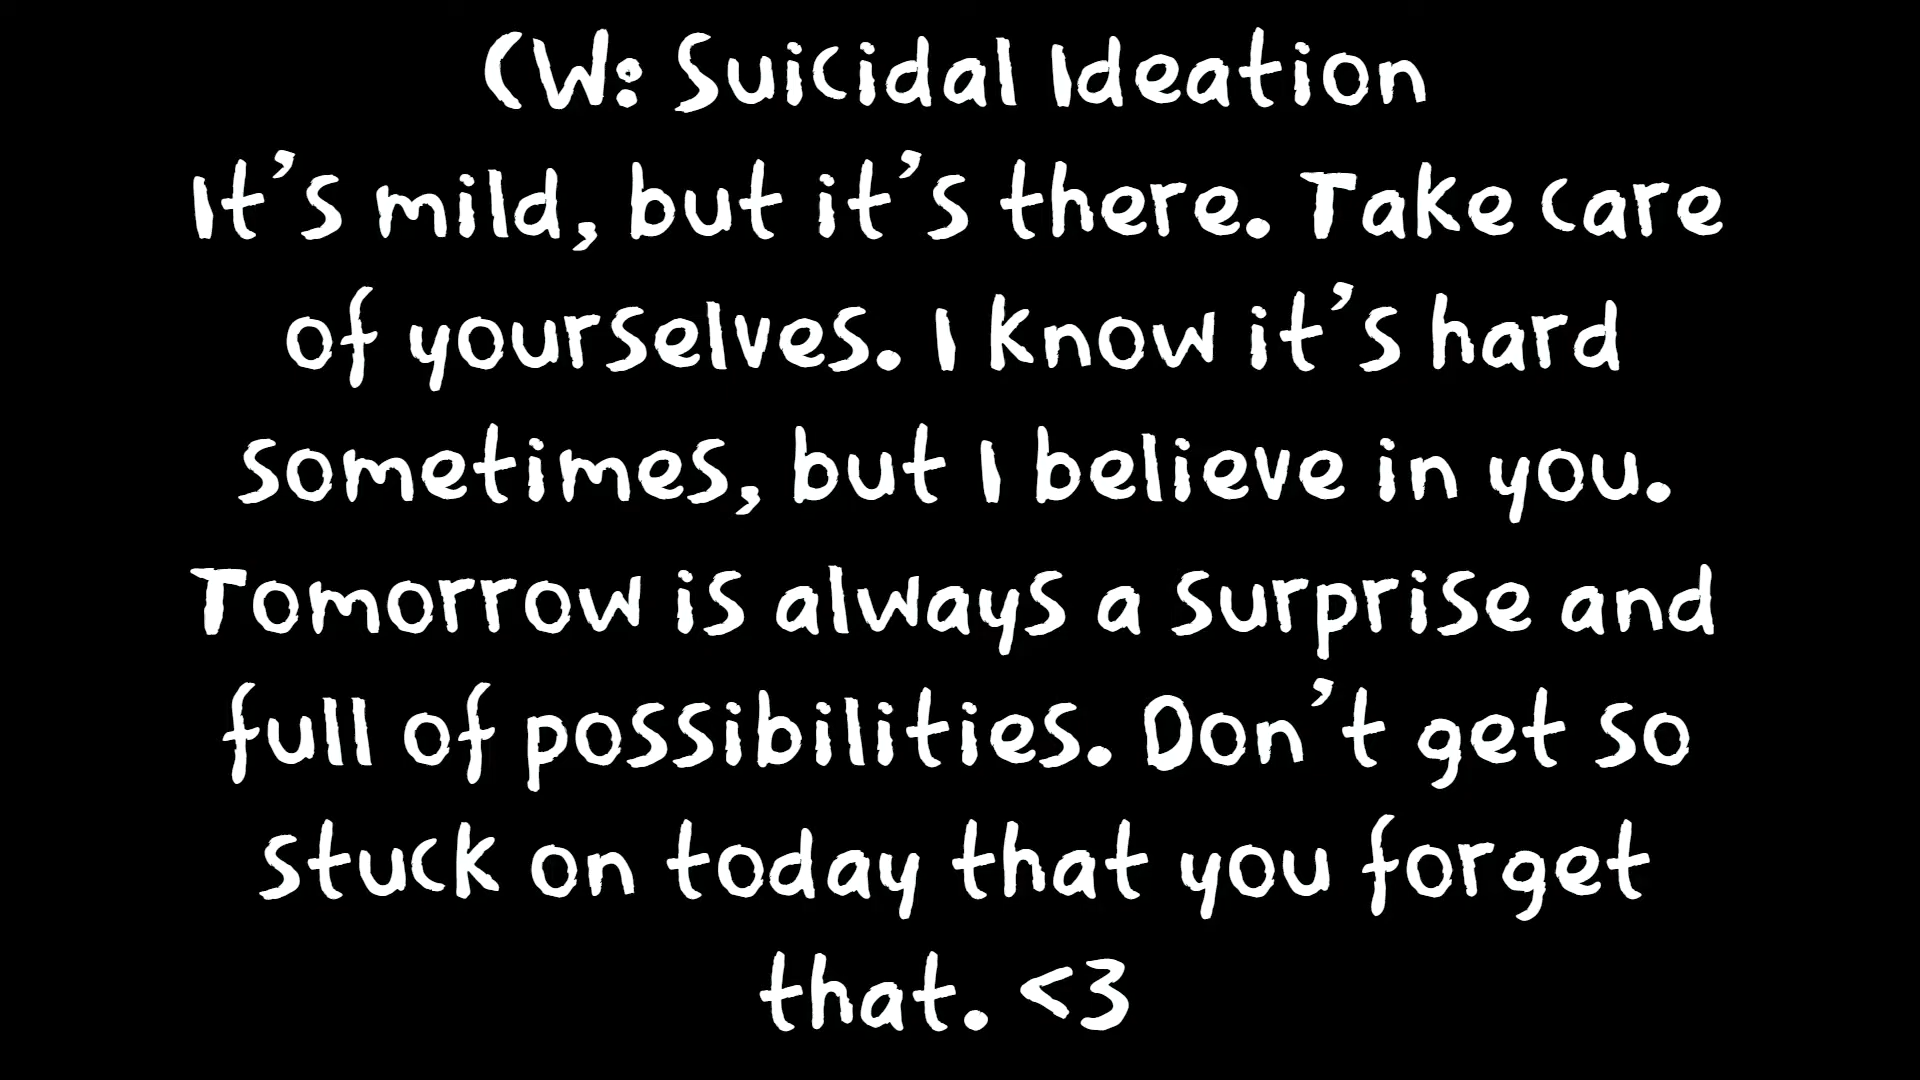 CW: Suicidal Ideation
It's mild, but it's there. Take care
of yourselves. I know it's hard
sometimes, but I believe in you.
Tomorrow is always a surprise and
full of possibilities. Don't get so
stuck on today that you forget
that. <3